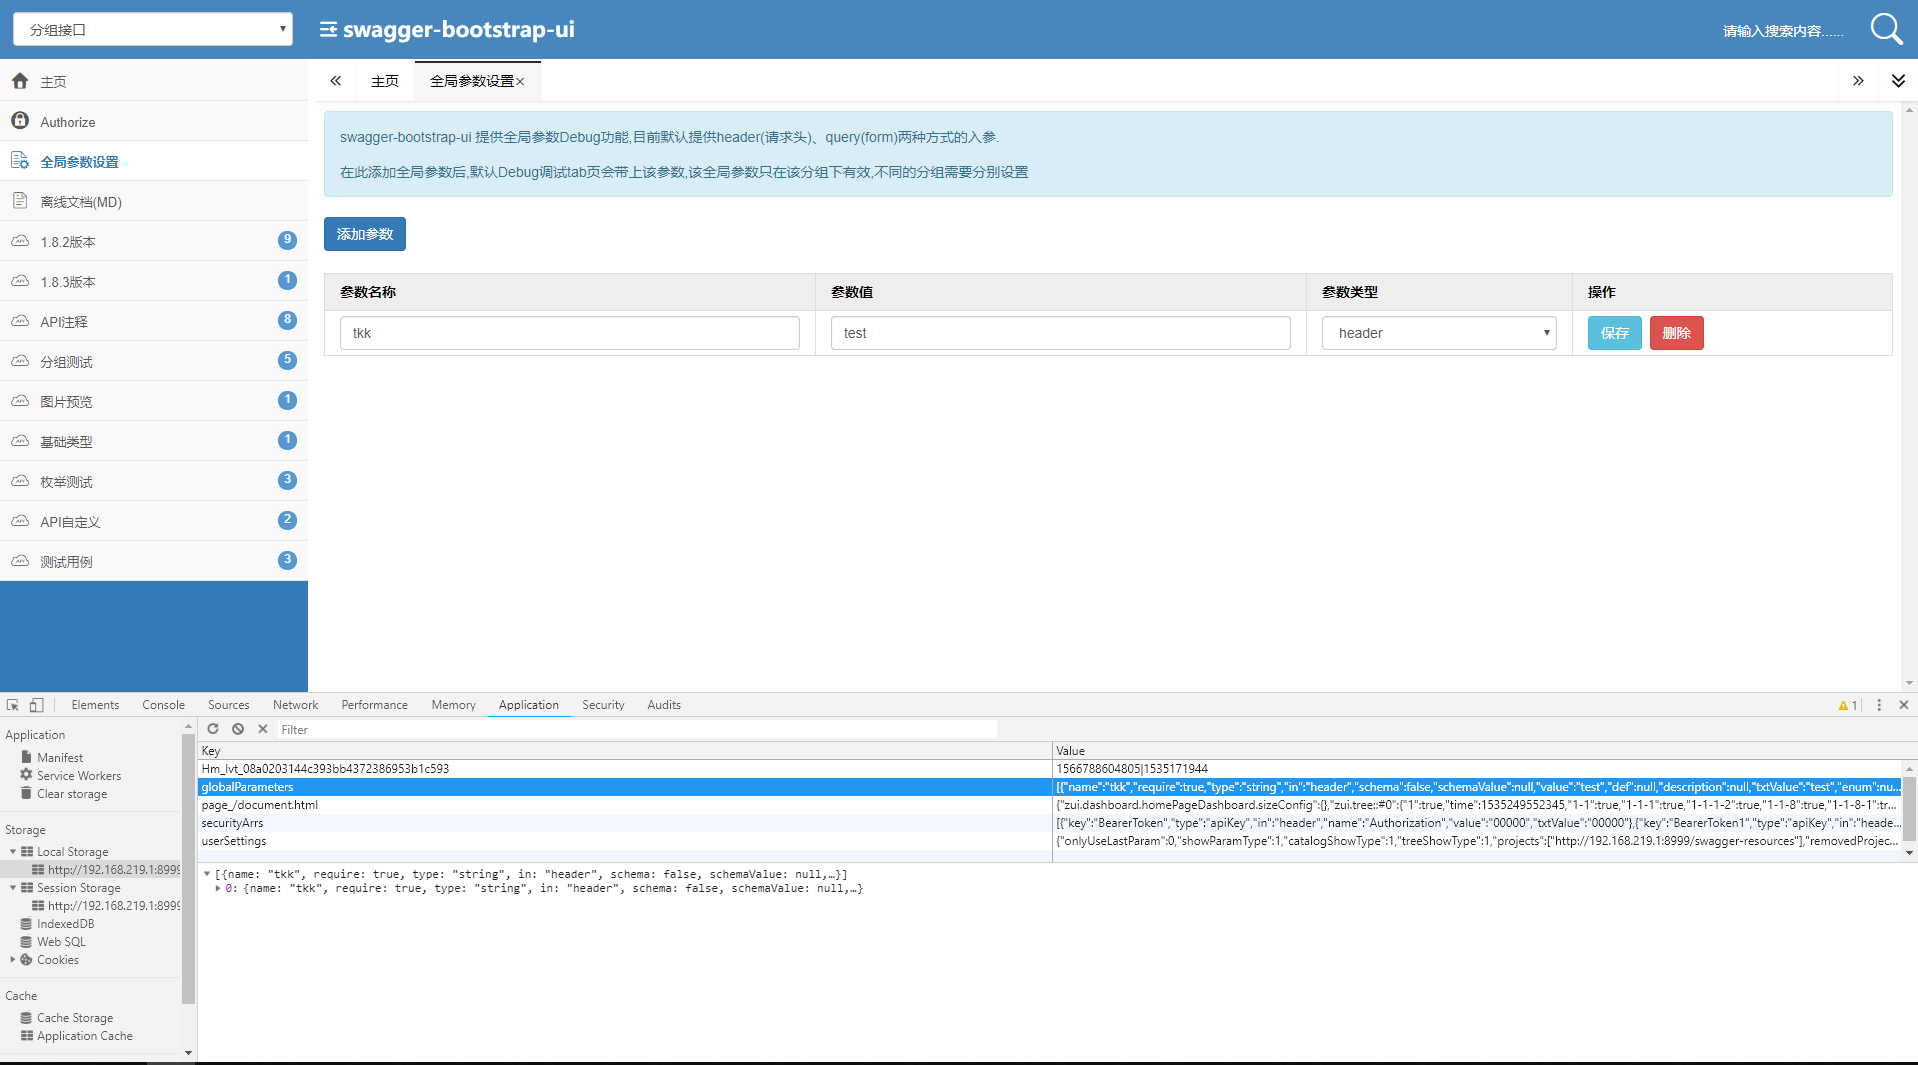 分组接口
swagger-bootstrap-ui
请输入搜索内容......
主页
Authorize
全局参数设置
离线文档(MD)
1.8.2版本 9
1.8.3版本 1
API注释 8
分组测试 5
图片预览 1
基础类型 1
枚举测试 3
API自定义 2
测试用例 3
主页
全局参数设置×
swagger-bootstrap-ui 提供全局参数Debug功能,目前默认提供header(请求头)、query(form)两种方式的入参.
在此添加全局参数后,默认Debug调试tab页会带上该参数,该全局参数只在该分组下有效,不同的分组需要分别设置
添加参数
参数名称 参数值 参数类型 操作
tkk test header 保存 删除
Elements Console Sources Network Performance Memory Application Security Audits 1
Application
Manifest
Service Workers
Clear storage
Storage
Local Storage
http://192.168.219.1:8999
Session Storage
http://192.168.219.1:8999
IndexedDB
Web SQL
Cookies
Cache
Cache Storage
Application Cache
Filter
Key Value
Hm_lvt_08a0203144c393bb4372386953b1c593 1566788604805|1535171944
globalParameters [{"name":"tkk","require":true,"type":"string","in":"header","schema":false,"schemaValue":null,"value":"test","def":null,"description":null,"txtValue":"test","enum":nu...
page_/document.html {"zui.dashboard.homePageDashboard.sizeConfig":{},"zui.tree::#0":{"1":true,"time":1535249552345,"1-1":true,"1-1-1":true,"1-1-1-2":true,"1-1-8":true,"1-1-8-1":tr...
securityArrs [{"key":"BearerToken","type":"apiKey","in":"header","name":"Authorization","value":"00000","txtValue":"00000"},{"key":"BearerToken1","type":"apiKey","in":"heade...
userSettings {"onlyUseLastParam":0,"showParamType":1,"catalogShowType":1,"treeShowType":1,"projects":["http://192.168.219.1:8999/swagger-resources"],"removedProjec...
[{name: "tkk", require: true, type: "string", in: "header", schema: false, schemaValue: null,…}]
0: {name: "tkk", require: true, type: "string", in: "header", schema: false, schemaValue: null,…}